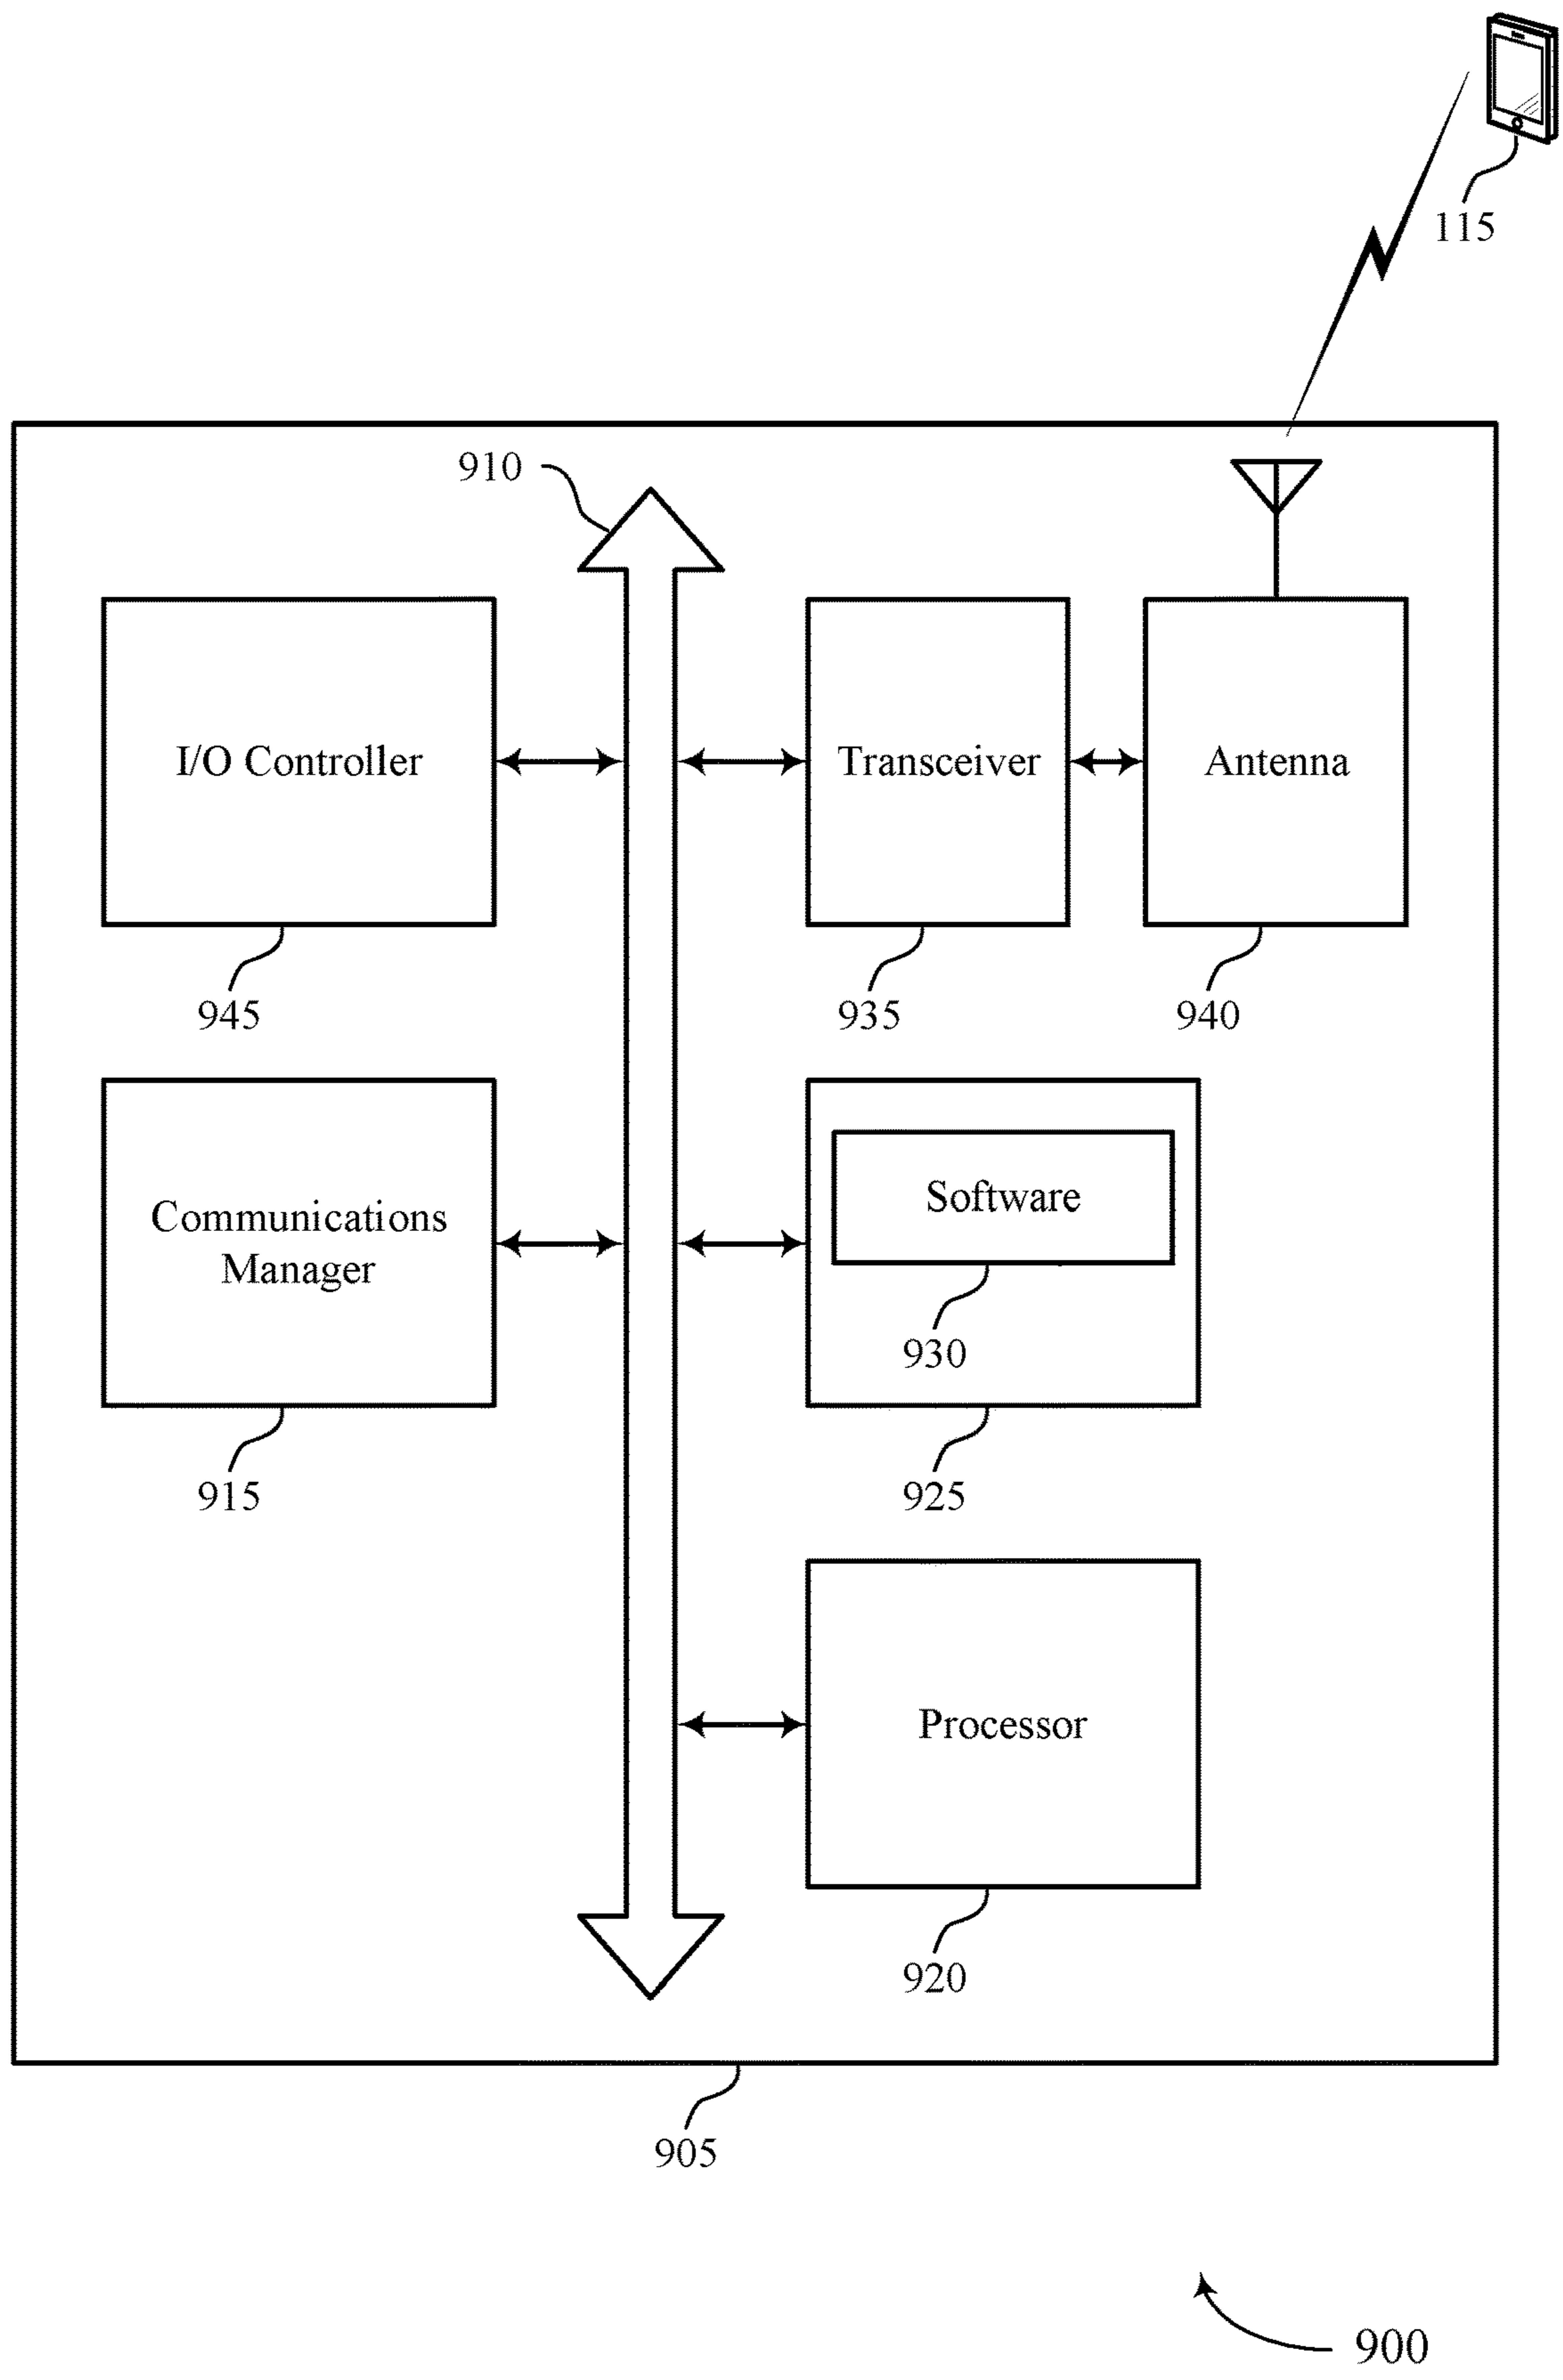 115
910
I/O Controller
Transceiver
Antenna
945
935
940
Communications
Manager
Software
930
915
925
Processor
920
905
900